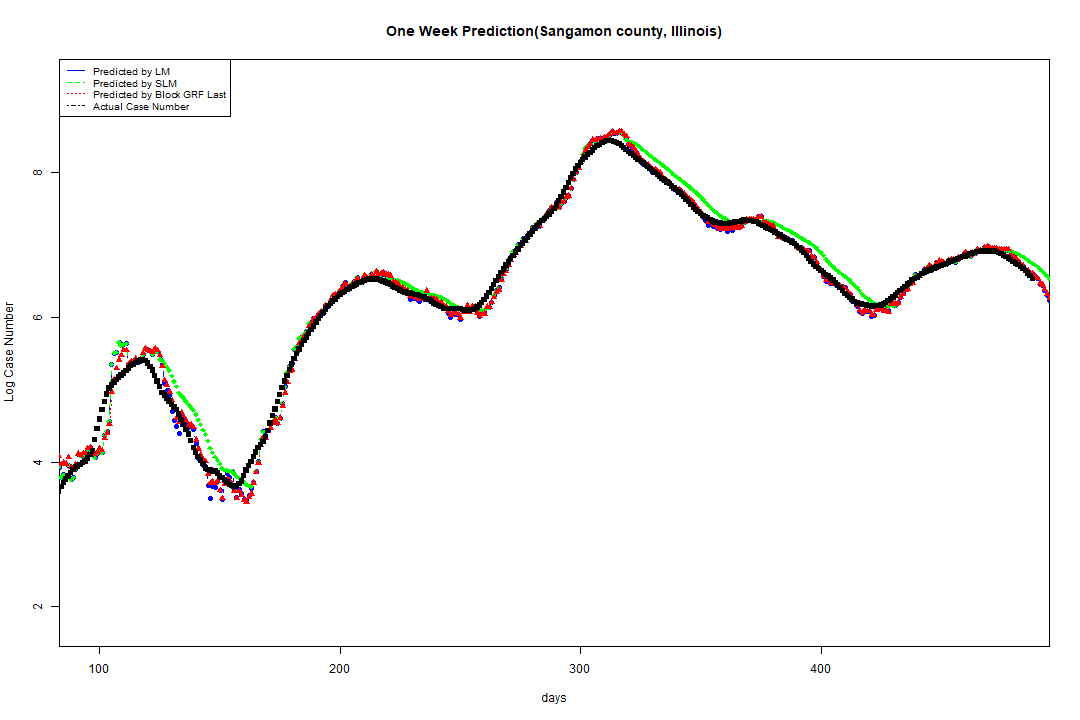 One Week Prediction(Sangamon county, Illinois)
Predicted by LM
Predicted by SLM
Predicted by Block GRF Last
Actual Case Number
8
6
4
2
Log Case Number
100 200 300 400
days